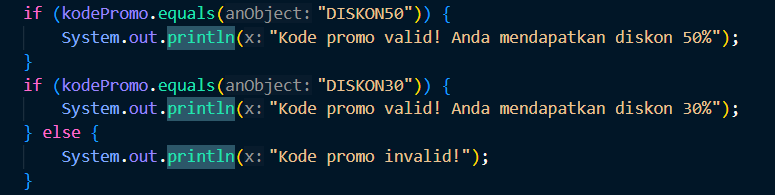 if (kodePromo.equals(anObject: "DISKON50")) {
System.out.println(x: "Kode promo valid! Anda mendapatkan diskon 50%");
}
if (kodePromo.equals(anObject: "DISKON30")) {
System.out.println(x: "Kode promo valid! Anda mendapatkan diskon 30%");
} else {
System.out.println(x: "Kode promo invalid!");
}